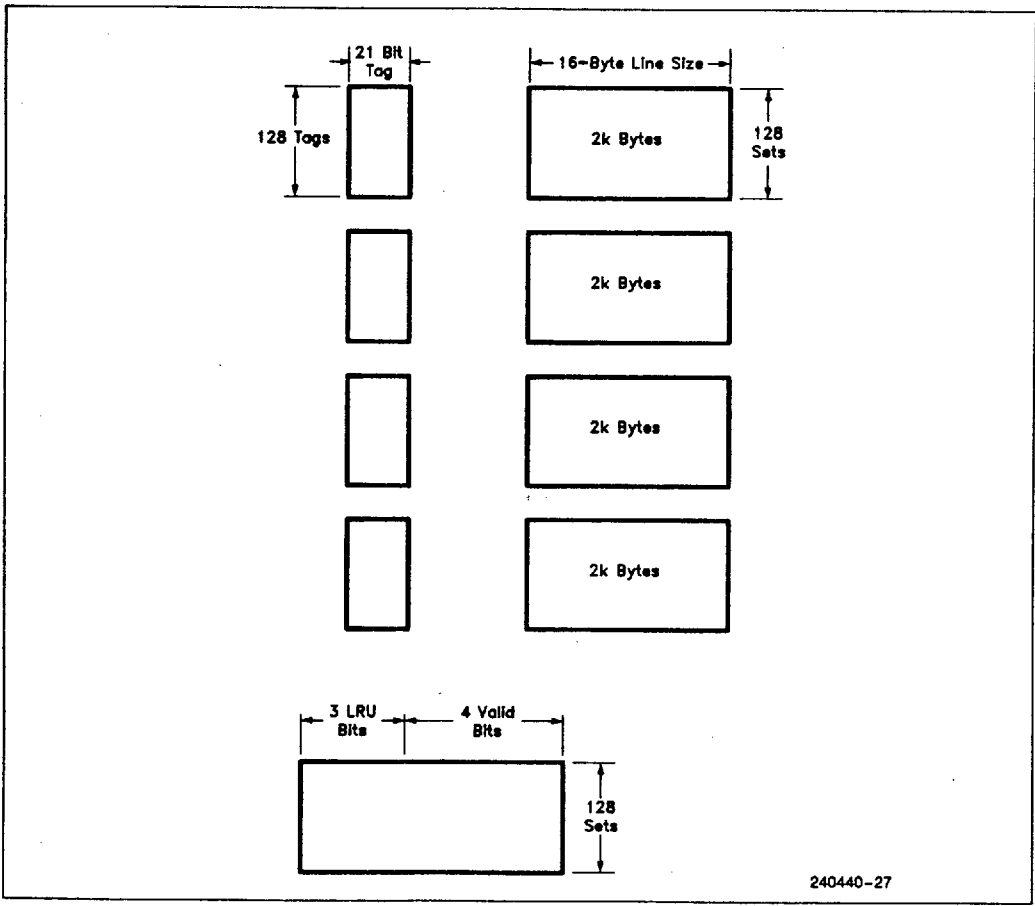 21 Bit
Tag
16-Byte Line Size
128 Tags
2k Bytes
128
Sets
2k Bytes
2k Bytes
2k Bytes
3 LRU
Bits
4 Valid
Bits
128
Sets
240440-27